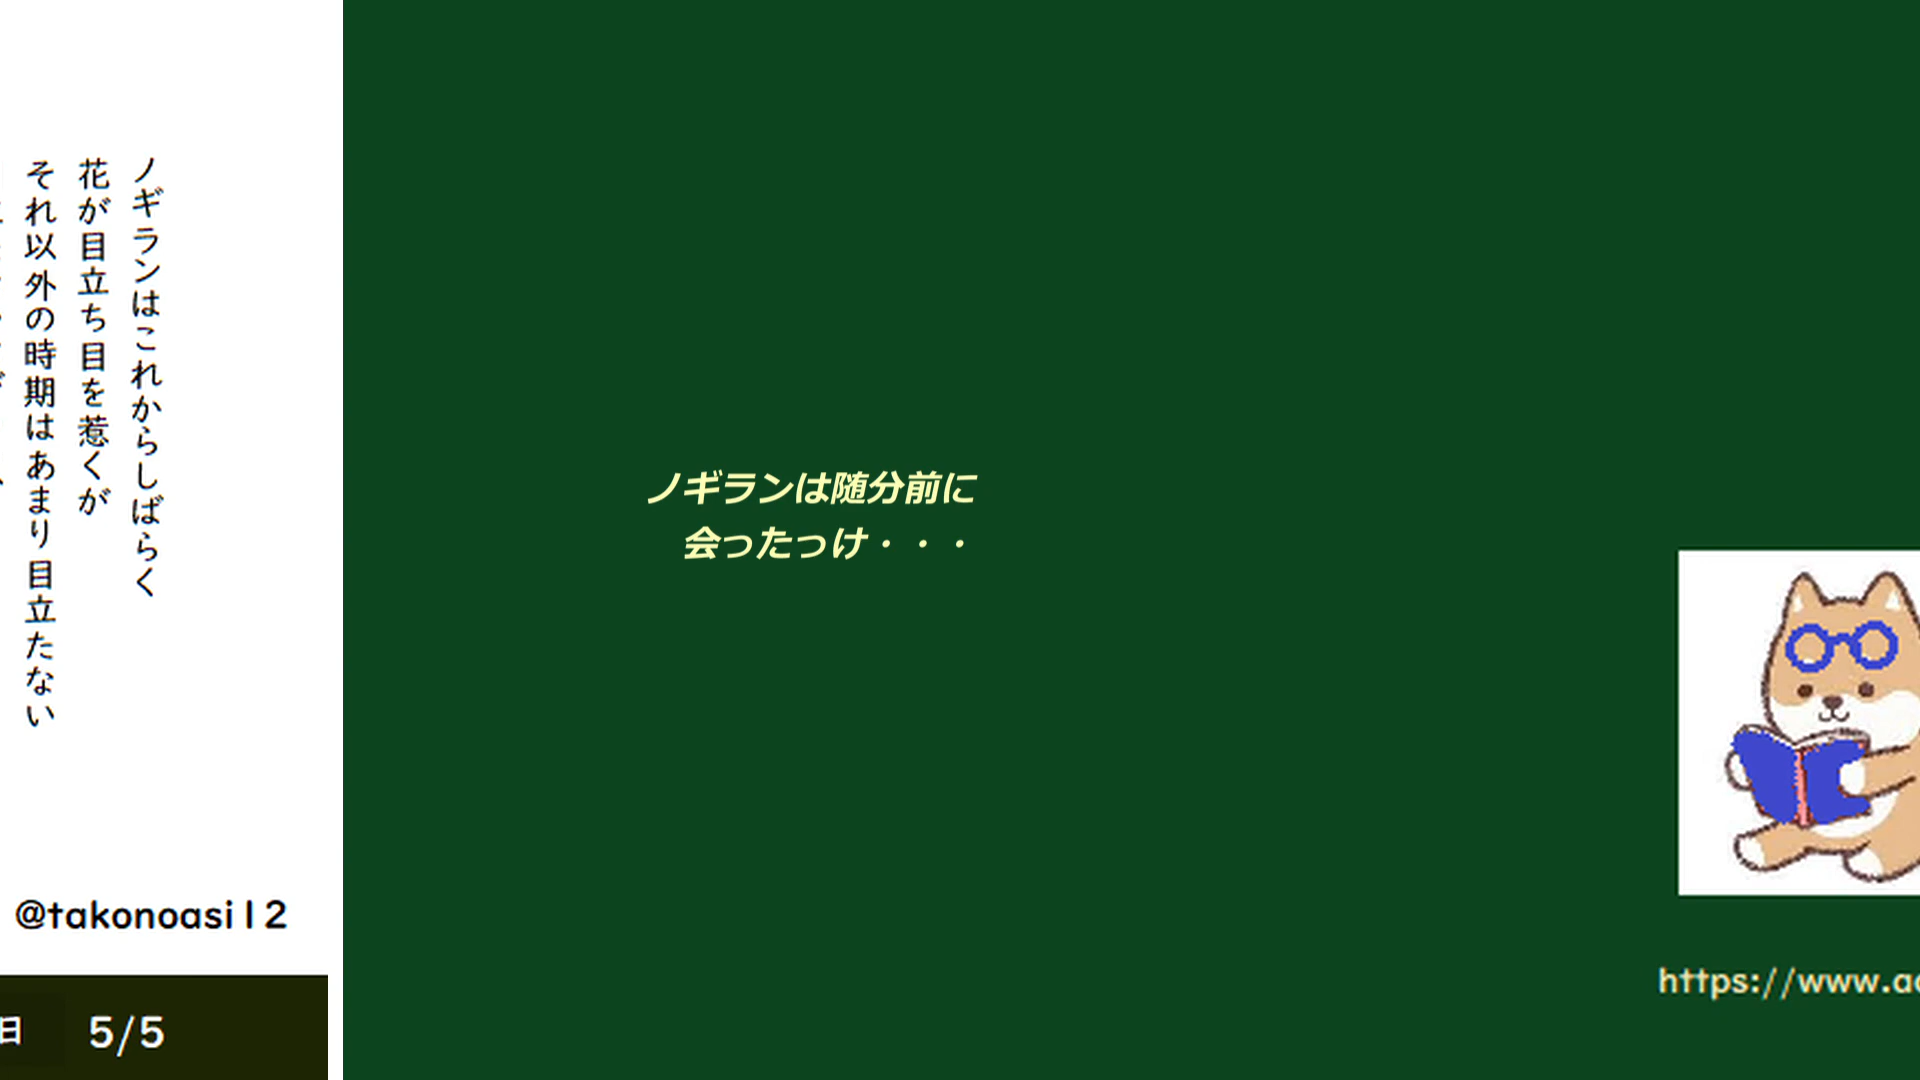 ノギランはこれからしばらく
花が目立ち目を惹くが
それ以外の時期はあまり目立たない
@takonoasi12
日 5/5
ノギランは随分前に
会ったっけ・・・
https://www.a